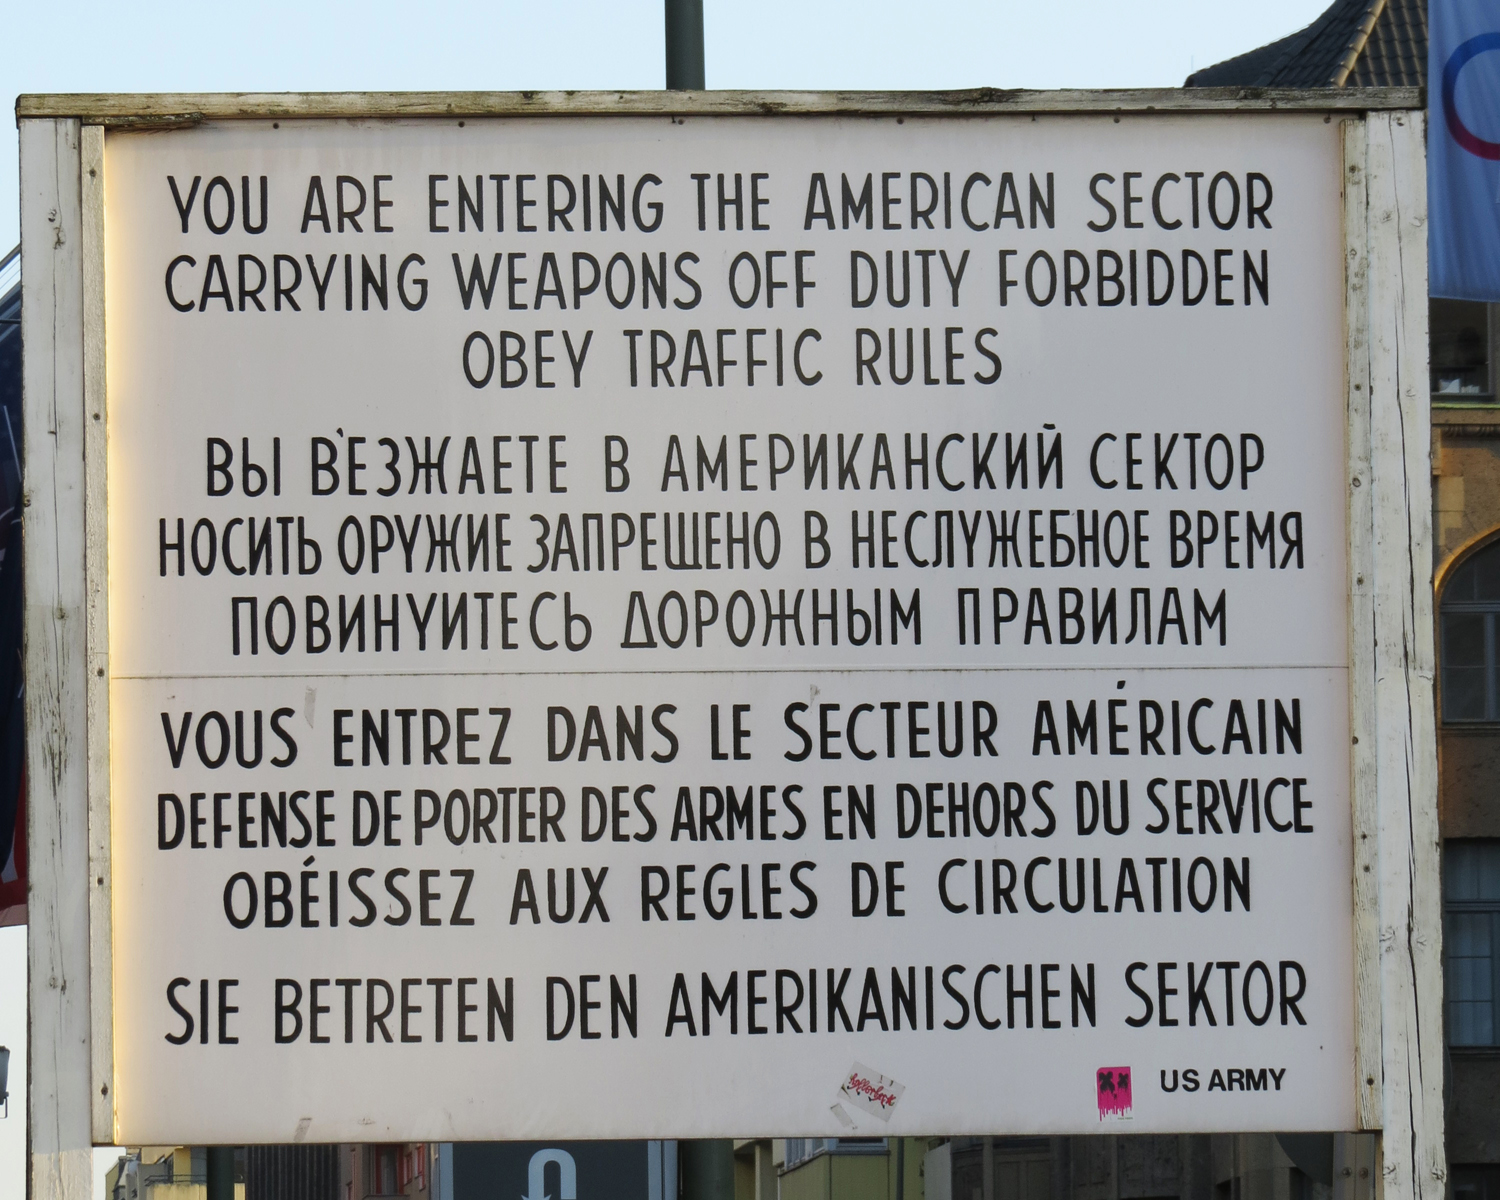 YOU ARE ENTERING THE AMERICAN SECTOR
CARRYING WEAPONS OFF DUTY FORBIDDEN
OBEY TRAFFIC RULES
ВЫ В'ЕЗЖАЕТЕ В АМЕРИКАНСКИЙ СЕКТОР
НОСИТЬ ОРУЖИЕ ЗАПРЕЩЕНО В НЕСЛУЖЕБНОЕ ВРЕМЯ
ПОВИНУИТЕСЬ ДОРОЖНЫМ ПРАВИЛАМ
VOUS ENTREZ DANS LE SECTEUR AMÉRICAIN
DEFENSE DE PORTER DES ARMES EN DEHORS DU SERVICE
OBÉISSEZ AUX REGLES DE CIRCULATION
SIE BETRETEN DEN AMERIKANISCHEN SEKTOR
US ARMY